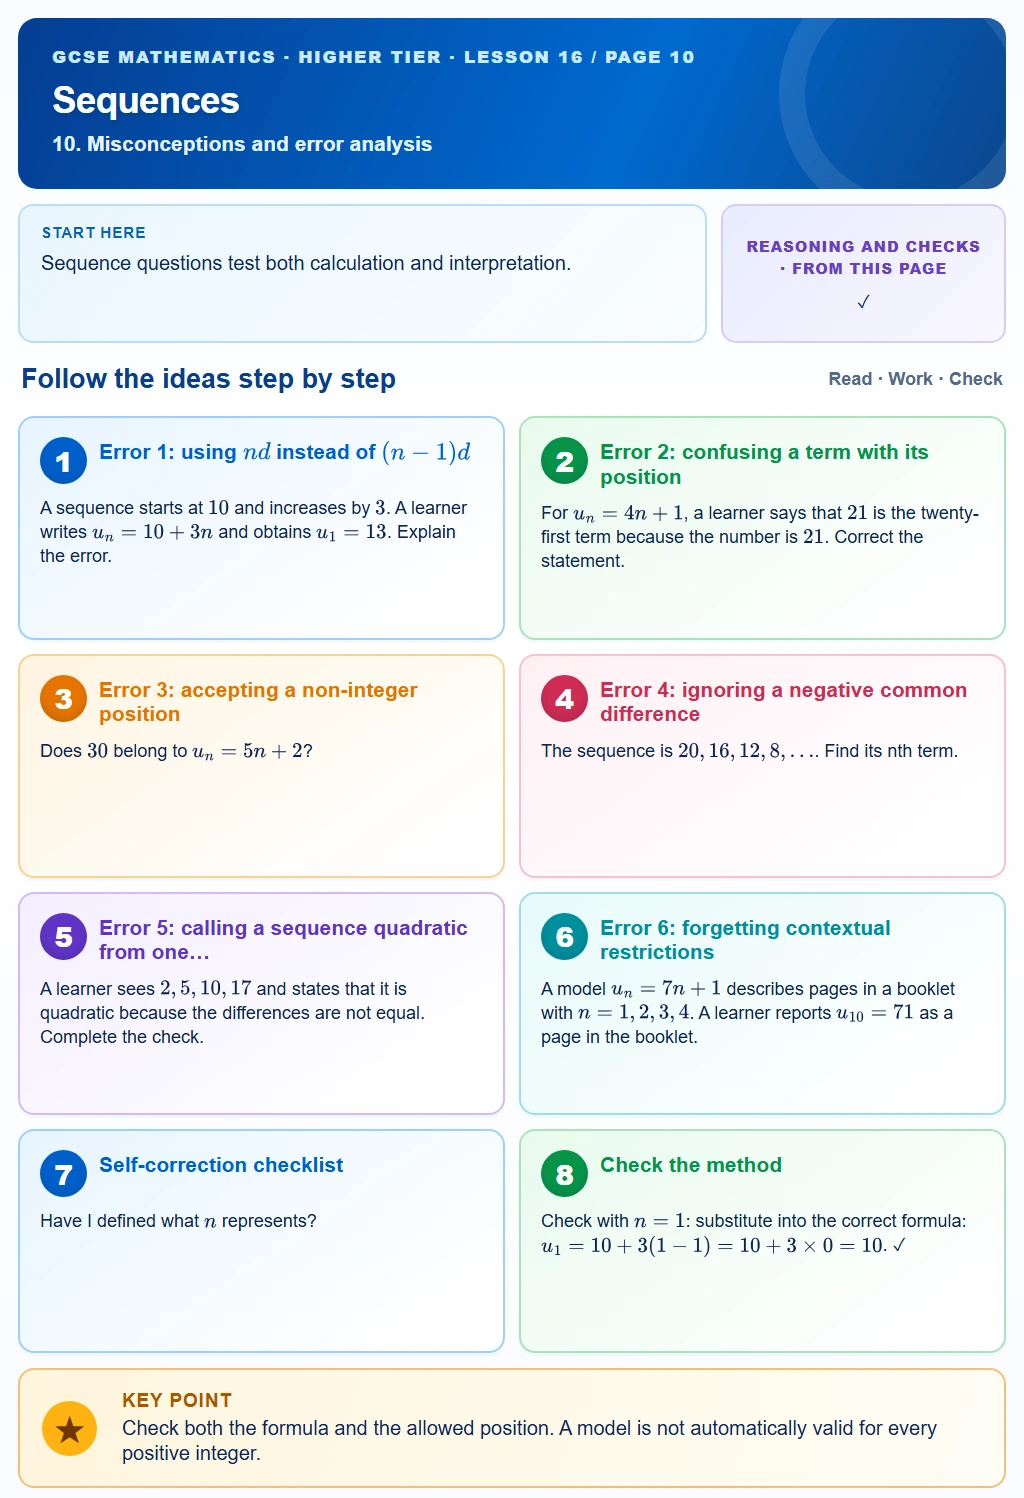 GCSE MATHEMATICS · HIGHER TIER · LESSON 16 / PAGE 10
Sequences
10. Misconceptions and error analysis
START HERE
Sequence questions test both calculation and interpretation.
REASONING AND CHECKS
· FROM THIS PAGE
✓
Follow the ideas step by step
Read · Work · Check
1
Error 1: using $nd$ instead of $(n-1)d$
A sequence starts at 10 and increases by 3. A learner
writes $u_n = 10 + 3n$ and obtains $u_1 = 13$. Explain
the error.
2
Error 2: confusing a term with its
position
For $u_n = 4n + 1$, a learner says that 21 is the twenty-
first term because the number is 21. Correct the
statement.
3
Error 3: accepting a non-integer
position
Does 30 belong to $u_n = 5n + 2$?
4
Error 4: ignoring a negative common
difference
The sequence is $20, 16, 12, 8, \ldots$. Find its nth term.
5
Error 5: calling a sequence quadratic
from one…
A learner sees 2, 5, 10, 17 and states that it is
quadratic because the differences are not equal.
Complete the check.
6
Error 6: forgetting contextual
restrictions
A model $u_n = 7n + 1$ describes pages in a booklet
with $n = 1, 2, 3, 4$. A learner reports $u_{10} = 71$ as a
page in the booklet.
7
Self-correction checklist
Have I defined what $n$ represents?
8
Check the method
Check with $n = 1$: substitute into the correct formula:
$u_1 = 10 + 3(1 - 1) = 10 + 3 \times 0 = 10$. ✓
★
KEY POINT
Check both the formula and the allowed position. A model is not automatically valid for every
positive integer.